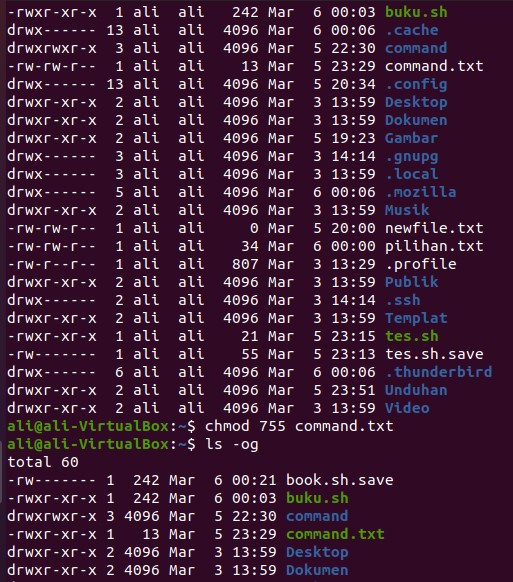 -rwxr-xr-x  1 ali  ali   242 Mar  6 00:03 buku.sh
drwx------ 13 ali  ali  4096 Mar  6 00:06 .cache
drwxrwxr-x  3 ali  ali  4096 Mar  5 22:30 command
-rw-rw-r--  1 ali  ali    13 Mar  5 23:29 command.txt
drwx------ 13 ali  ali  4096 Mar  5 20:34 .config
drwxr-xr-x  2 ali  ali  4096 Mar  3 13:59 Desktop
drwxr-xr-x  2 ali  ali  4096 Mar  3 13:59 Dokumen
drwxr-xr-x  2 ali  ali  4096 Mar  5 19:23 Gambar
drwx------  3 ali  ali  4096 Mar  3 14:14 .gnupg
drwx------  3 ali  ali  4096 Mar  3 13:59 .local
drwx------  5 ali  ali  4096 Mar  6 00:06 .mozilla
drwxr-xr-x  2 ali  ali  4096 Mar  3 13:59 Musik
-rw-rw-r--  1 ali  ali     0 Mar  5 20:00 newfile.txt
-rw-rw-r--  1 ali  ali    34 Mar  6 00:00 pilihan.txt
-rw-r--r--  1 ali  ali   807 Mar  3 13:29 .profile
drwxr-xr-x  2 ali  ali  4096 Mar  3 13:59 Publik
drwx------  2 ali  ali  4096 Mar  3 14:14 .ssh
drwxr-xr-x  2 ali  ali  4096 Mar  3 13:59 Templat
-rwxr-xr-x  1 ali  ali    21 Mar  5 23:15 tes.sh
-rw-------  1 ali  ali    55 Mar  5 23:13 tes.sh.save
drwx------  6 ali  ali  4096 Mar  6 00:06 .thunderbird
drwxr-xr-x  2 ali  ali  4096 Mar  5 23:51 Unduhan
drwxr-xr-x  2 ali  ali  4096 Mar  3 13:59 Video
ali@ali-VirtualBox:~$ chmod 755 command.txt
ali@ali-VirtualBox:~$ ls -og
total 60
-rw------- 1  242 Mar  6 00:21 book.sh.save
-rwxr-xr-x 1  242 Mar  6 00:03 buku.sh
drwxrwxr-x 3 4096 Mar  5 22:30 command
-rwxr-xr-x 1   13 Mar  5 23:29 command.txt
drwxr-xr-x 2 4096 Mar  3 13:59 Desktop
drwxr-xr-x 2 4096 Mar  3 13:59 Dokumen